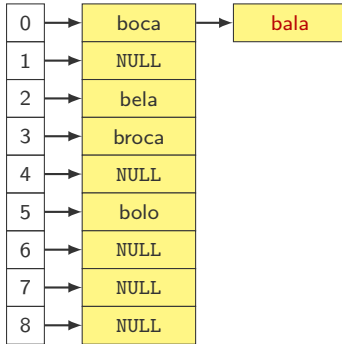 0 boca bala
1 NULL
2 bela
3 broca
4 NULL
5 bolo
6 NULL
7 NULL
8 NULL